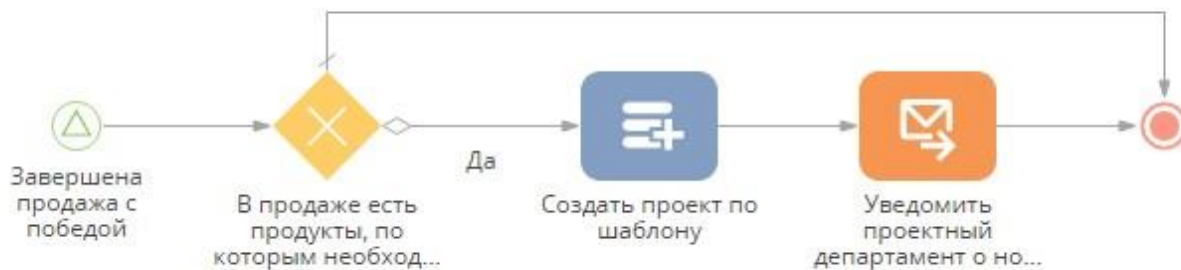 Завершена
продажа с
победой
В продаже есть
продукты, по
которым необход...
Да
Создать проект по
шаблону
Уведомить
проектный
департамент о но...